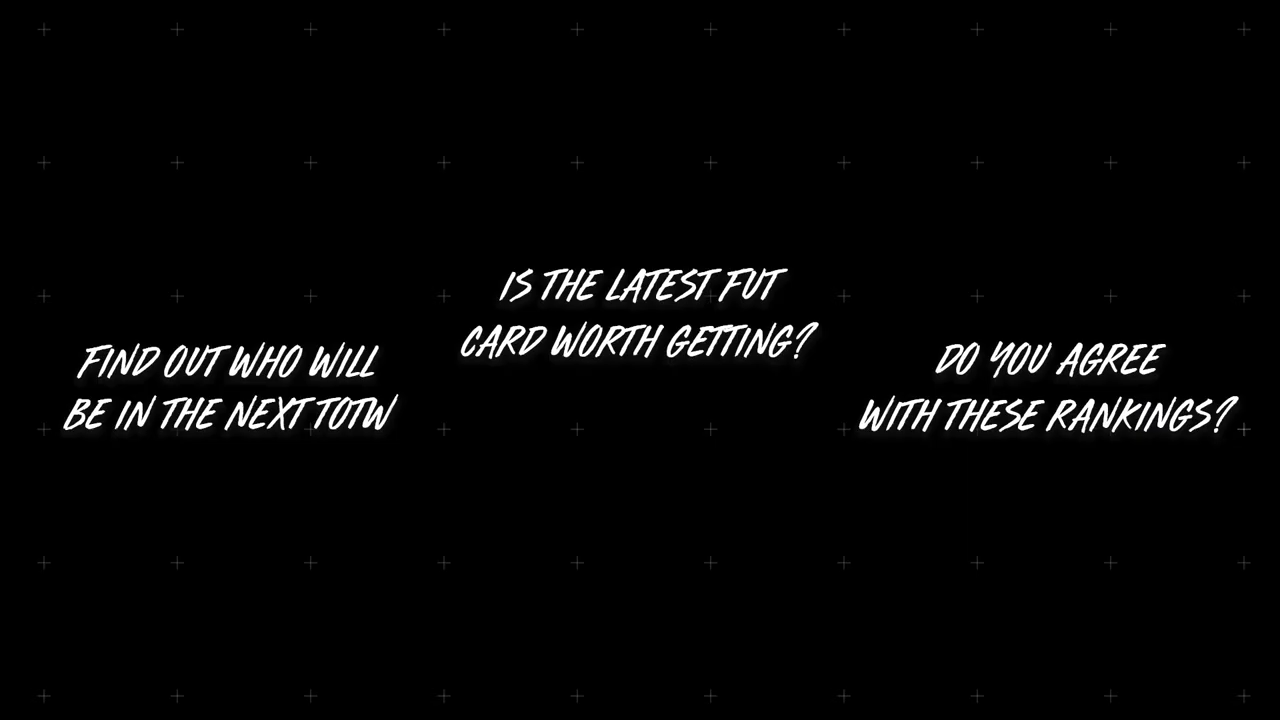 FIND OUT WHO WILL
BE IN THE NEXT TOTW
IS THE LATEST FUT
CARD WORTH GETTING?
DO YOU AGREE
WITH THESE RANKINGS?